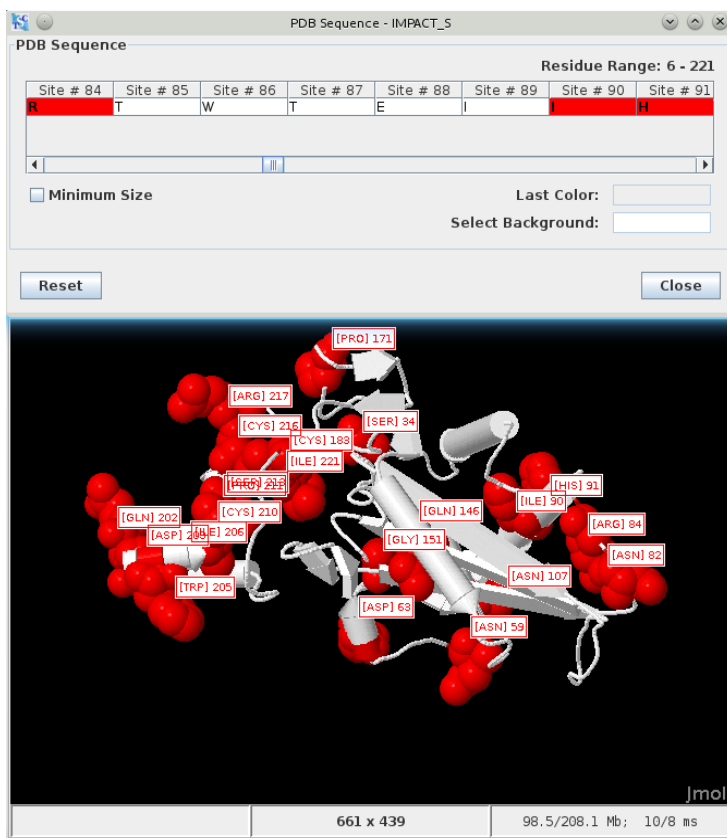 PDB Sequence - IMPACT_S
PDB Sequence
Residue Range: 6 - 221
Site # 84 Site # 85 Site # 86 Site # 87 Site # 88 Site # 89 Site # 90 Site # 91
R T W T E I I H
Minimum Size
Last Color:
Select Background:
Reset Close
[PRO] 171
[ARG] 217
[SER] 34
[CYS] 216
[CYS] 183
[ILE] 221
[HIS] 91
[ILE] 90
[GLN] 146
[CYS] 210
[GLN] 202
[ARG] 84
[ILE] 206
[GLY] 151
[ASN] 82
[ASN] 107
[TRP] 205
[ASP] 63
[ASN] 59
Jmol
661 x 439 98.5/208.1 Mb; 10/8 ms